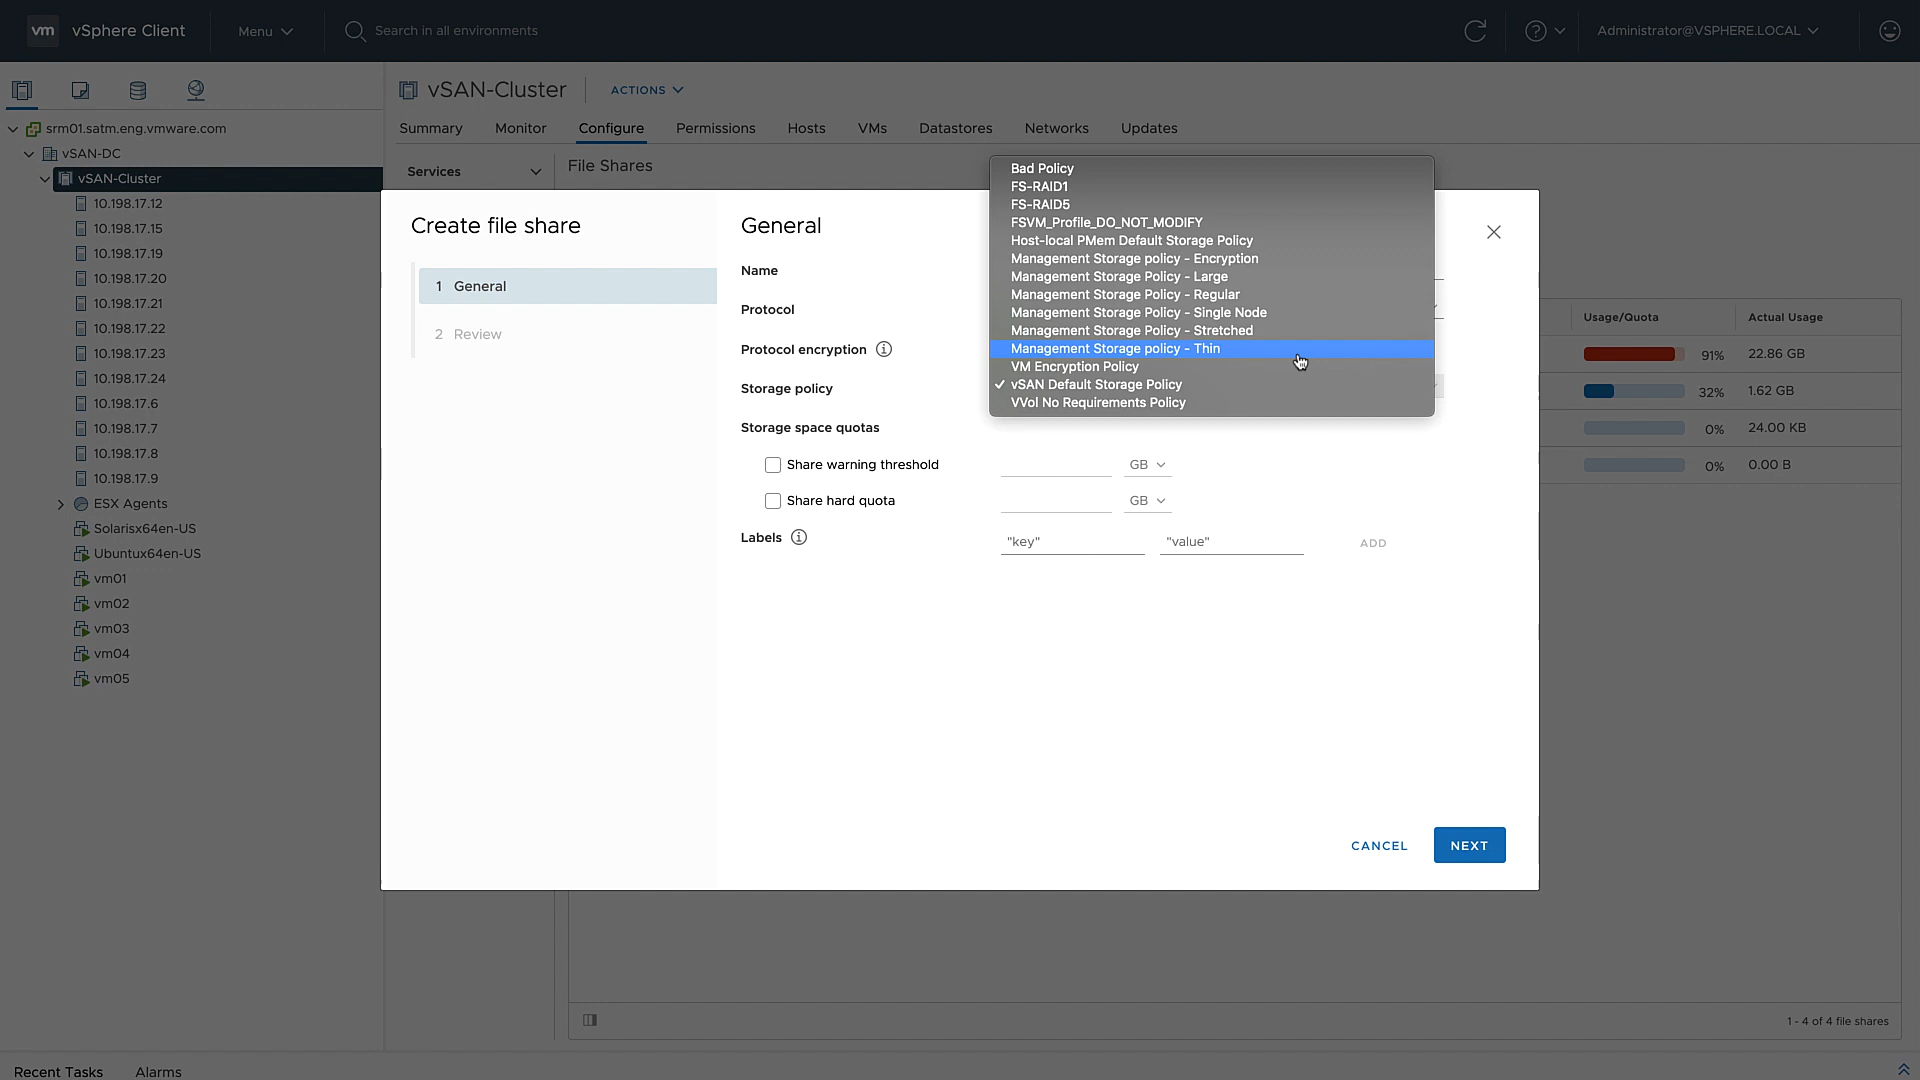 vm vSphere Client Menu Search in all environments Administrator@VSPHERE.LOCAL
vSAN-Cluster ACTIONS
Summary Monitor Configure Permissions Hosts VMs Datastores Networks Updates
srm01.satm.eng.vmware.com
vSAN-DC
vSAN-Cluster
10.198.17.12
10.198.17.15
10.198.17.19
10.198.17.20
10.198.17.21
10.198.17.22
10.198.17.23
10.198.17.24
10.198.17.6
10.198.17.7
10.198.17.8
10.198.17.9
ESX Agents
Solarisx64en-US
Ubuntux64en-US
vm01
vm02
vm03
vm04
vm05
Services
File Shares
Create file share
1 General
2 Review
General
Name
Protocol
Protocol encryption
Storage policy
Storage space quotas
Share warning threshold GB
Share hard quota GB
Labels "key" "value" ADD
Bad Policy
FS-RAID1
FS-RAID5
FSVM_Profile_DO_NOT_MODIFY
Host-local PMem Default Storage Policy
Management Storage policy - Encryption
Management Storage Policy - Large
Management Storage Policy - Regular
Management Storage Policy - Single Node
Management Storage Policy - Stretched
Management Storage policy - Thin
VM Encryption Policy
vSAN Default Storage Policy
VVol No Requirements Policy
CANCEL NEXT
Usage/Quota Actual Usage
91% 22.86 GB
32% 1.62 GB
0% 24.00 KB
0% 0.00 B
1 - 4 of 4 file shares
Recent Tasks Alarms